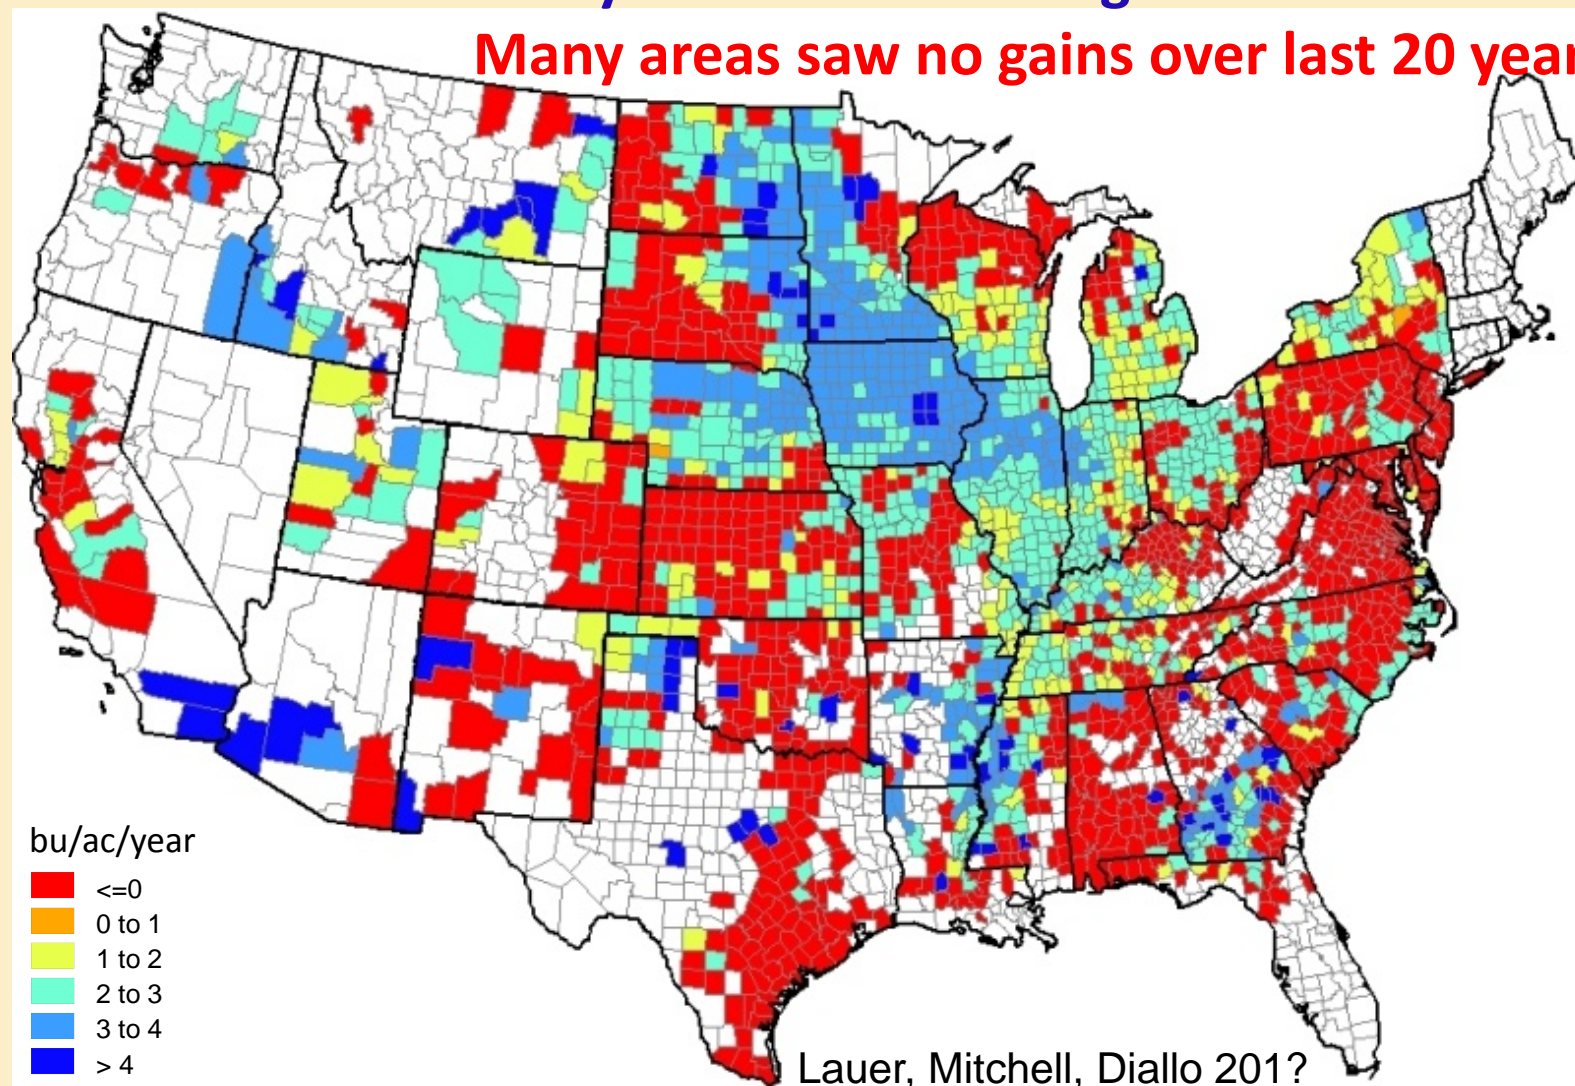 Many areas saw no gains over last 20 year
bu/ac/year
<=0
0 to 1
1 to 2
2 to 3
3 to 4
> 4
Lauer, Mitchell, Diallo 201?